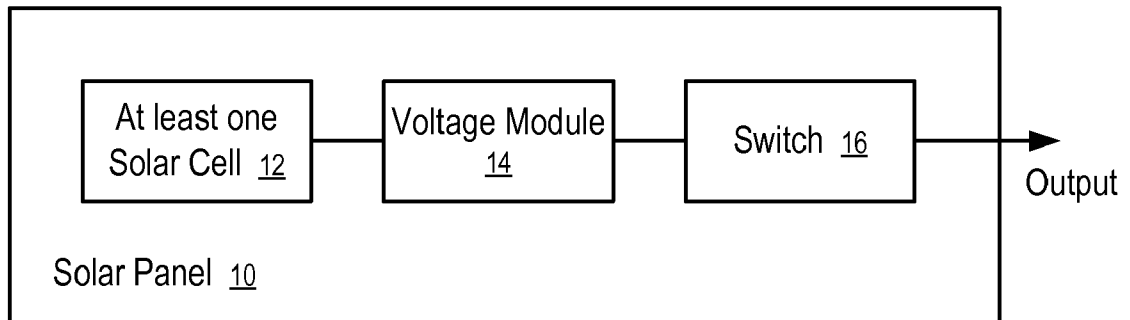 At least one
Solar Cell 12
Voltage Module
14
Switch 16
Output
Solar Panel 10